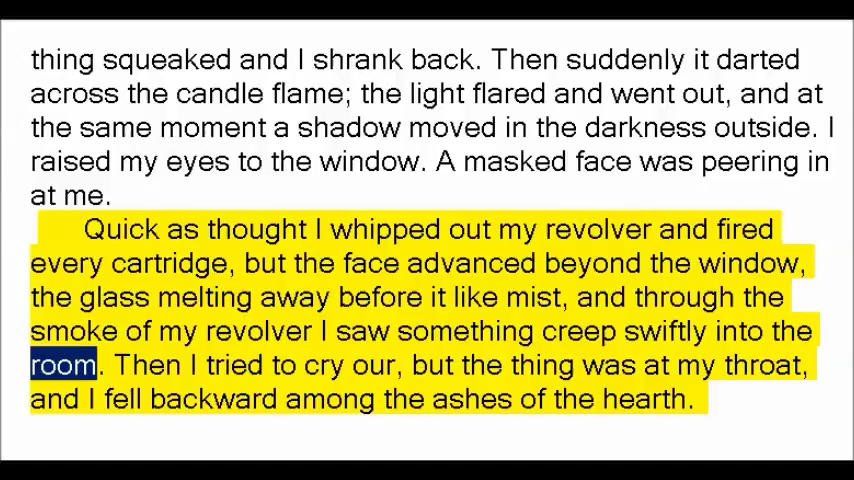 thing squeaked and I shrank back. Then suddenly it darted
across the candle flame; the light flared and went out, and at
the same moment a shadow moved in the darkness outside. I
raised my eyes to the window. A masked face was peering in
at me.
Quick as thought I whipped out my revolver and fired
every cartridge, but the face advanced beyond the window,
the glass melting away before it like mist, and through the
smoke of my revolver I saw something creep swiftly into the
room. Then I tried to cry our, but the thing was at my throat,
and I fell backward among the ashes of the hearth.